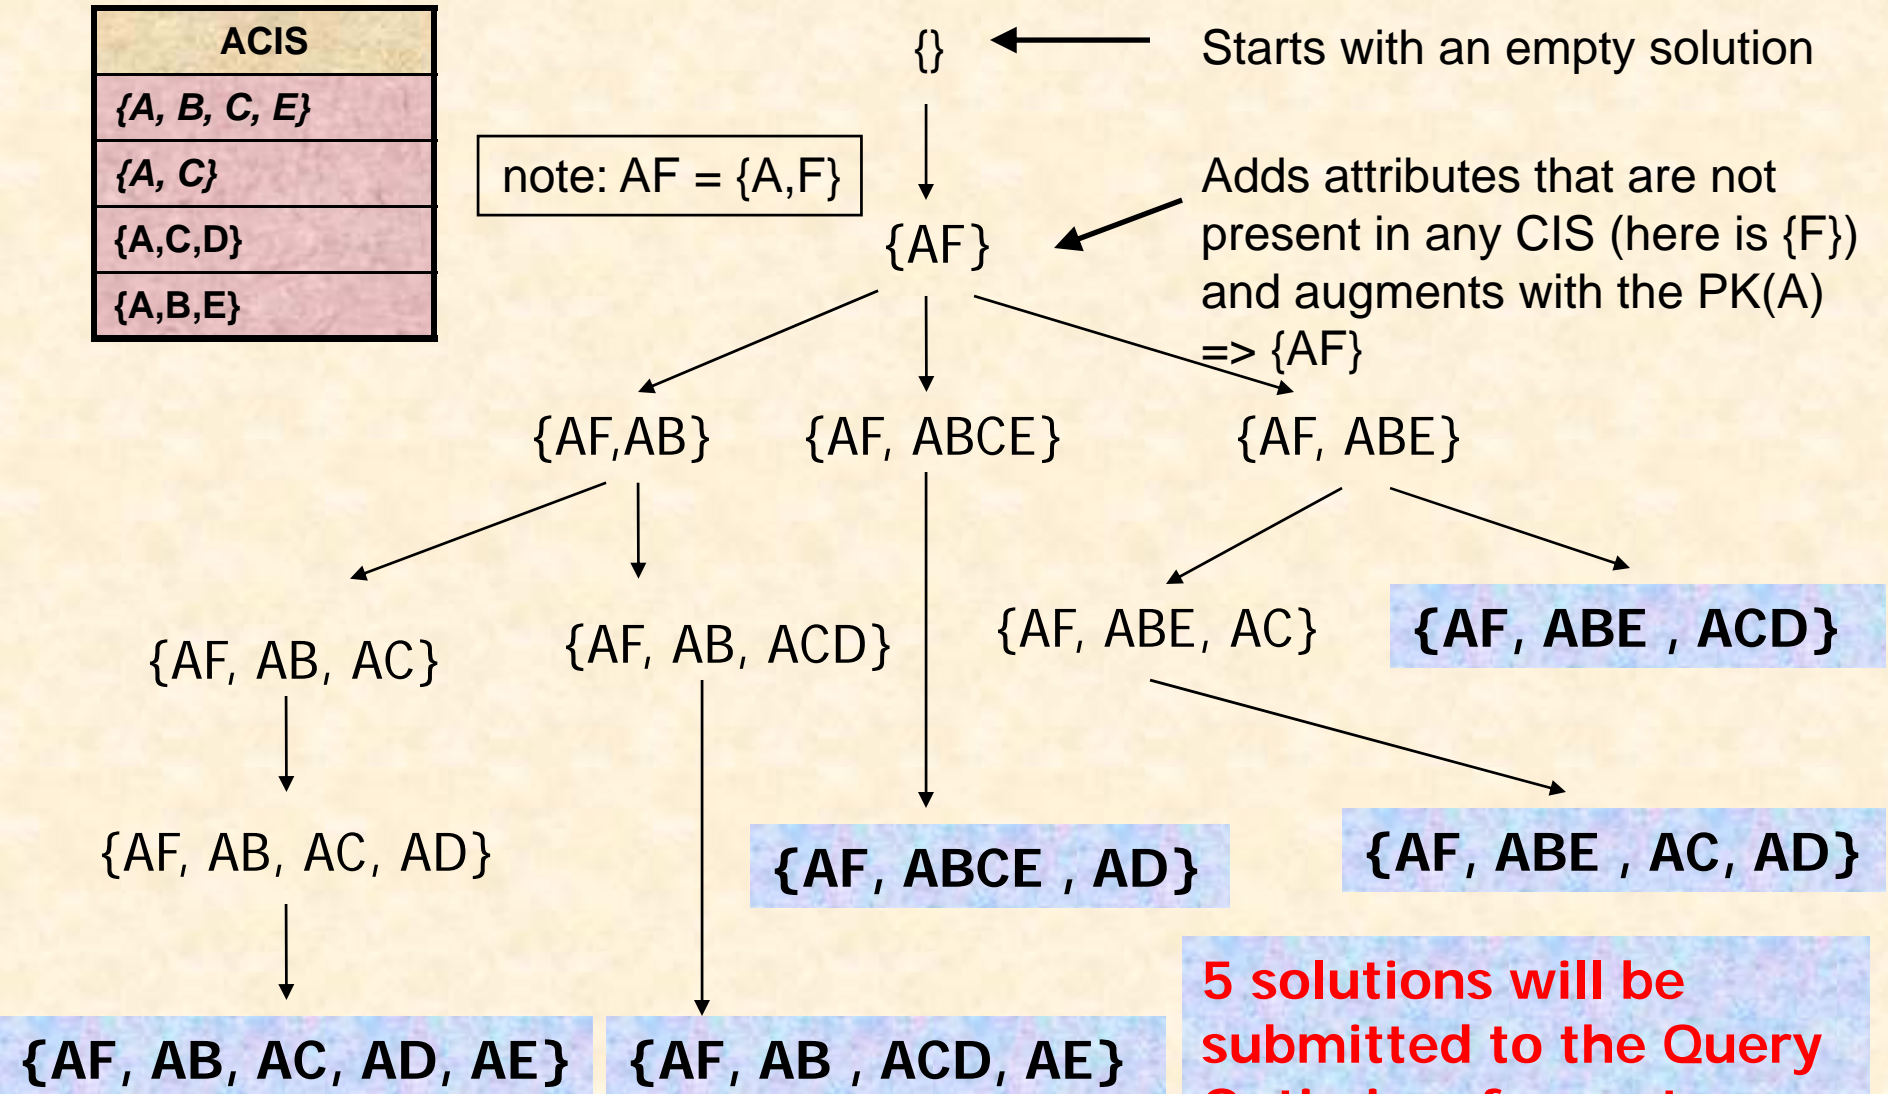 ACIS
{A, B, C, E}
{A, C}
{A,C,D}
{A,B,E}
note: AF = {A,F}
{}
Starts with an empty solution
{AF}
Adds attributes that are not
present in any CIS (here is {F})
and augments with the PK(A)
=> {AF}
{AF,AB}
{AF, ABCE}
{AF, ABE}
{AF, AB, AC}
{AF, AB, ACD}
{AF, ABE, AC}
{AF, ABE , ACD}
{AF, AB, AC, AD}
{AF, ABCE , AD}
{AF, ABE , AC, AD}
{AF, AB, AC, AD, AE}
{AF, AB , ACD, AE}
5 solutions will be
submitted to the Query